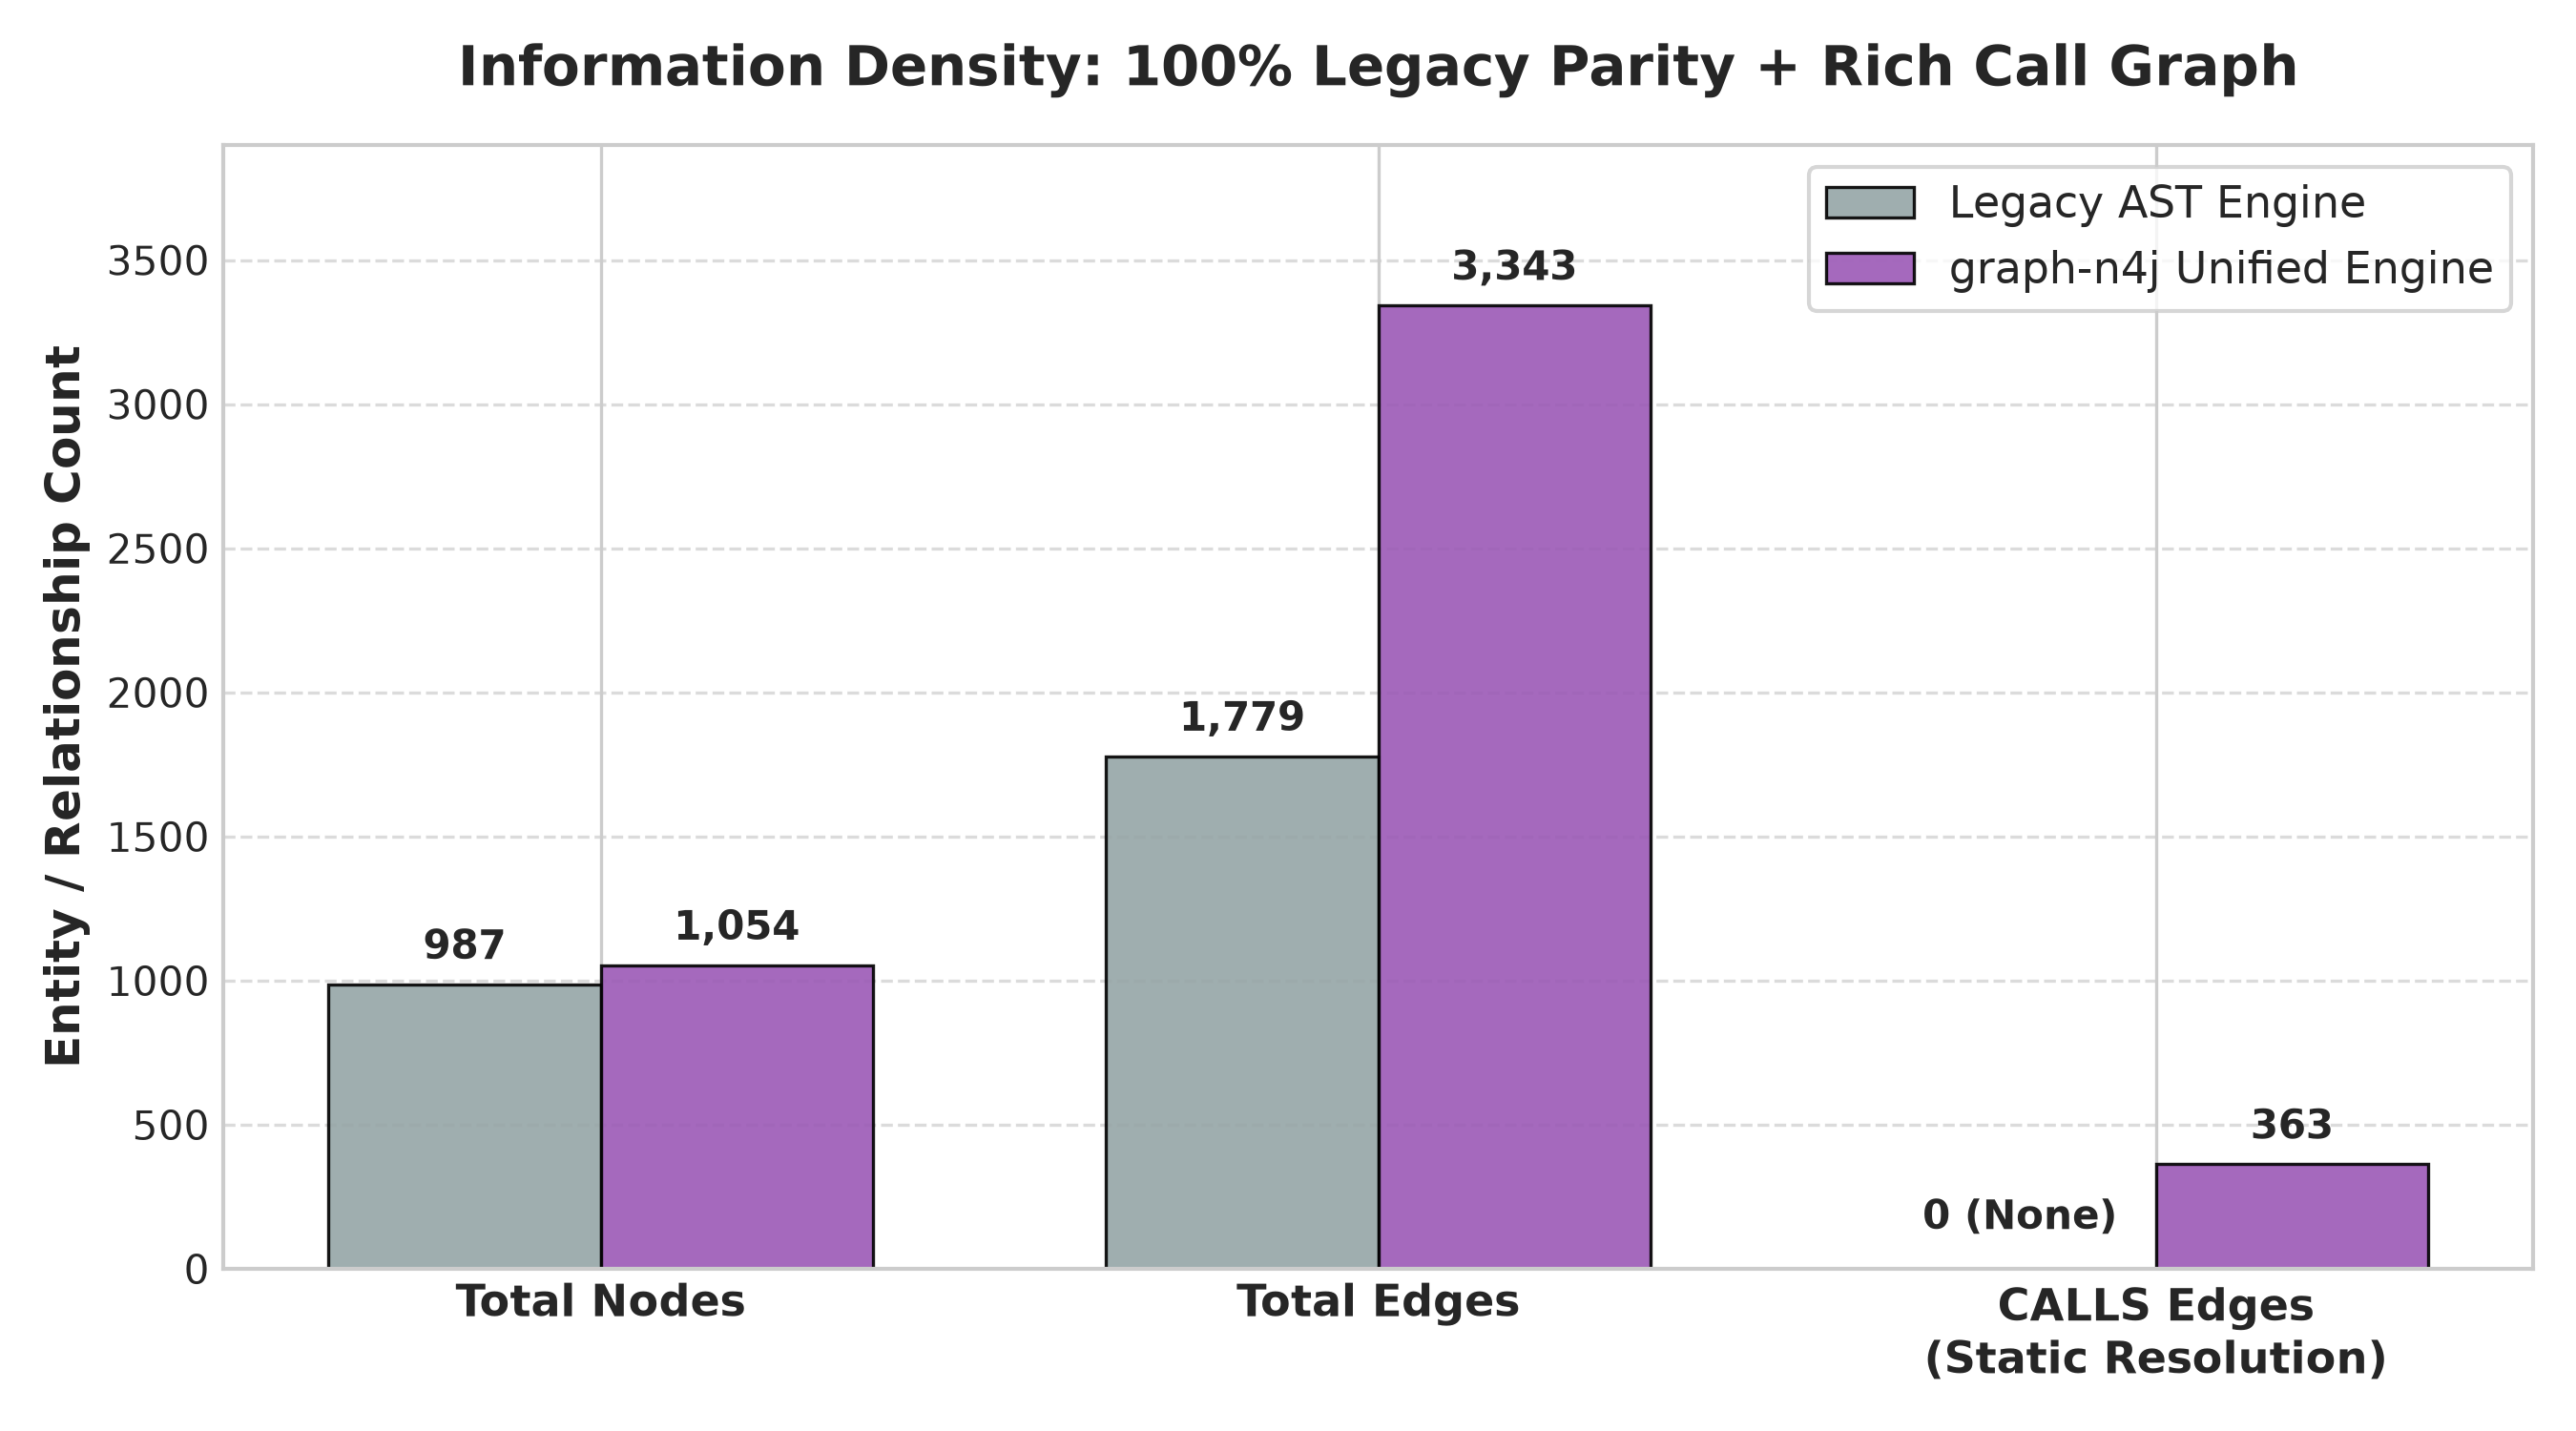 Information Density: 100% Legacy Parity + Rich Call Graph
Legacy AST Engine
graph-n4j Unified Engine
Entity / Relationship Count
3500
3000
2500
2000
1500
1000
500
0
987
1,054
1,779
3,343
0 (None)
363
Total Nodes
Total Edges
CALLS Edges
(Static Resolution)